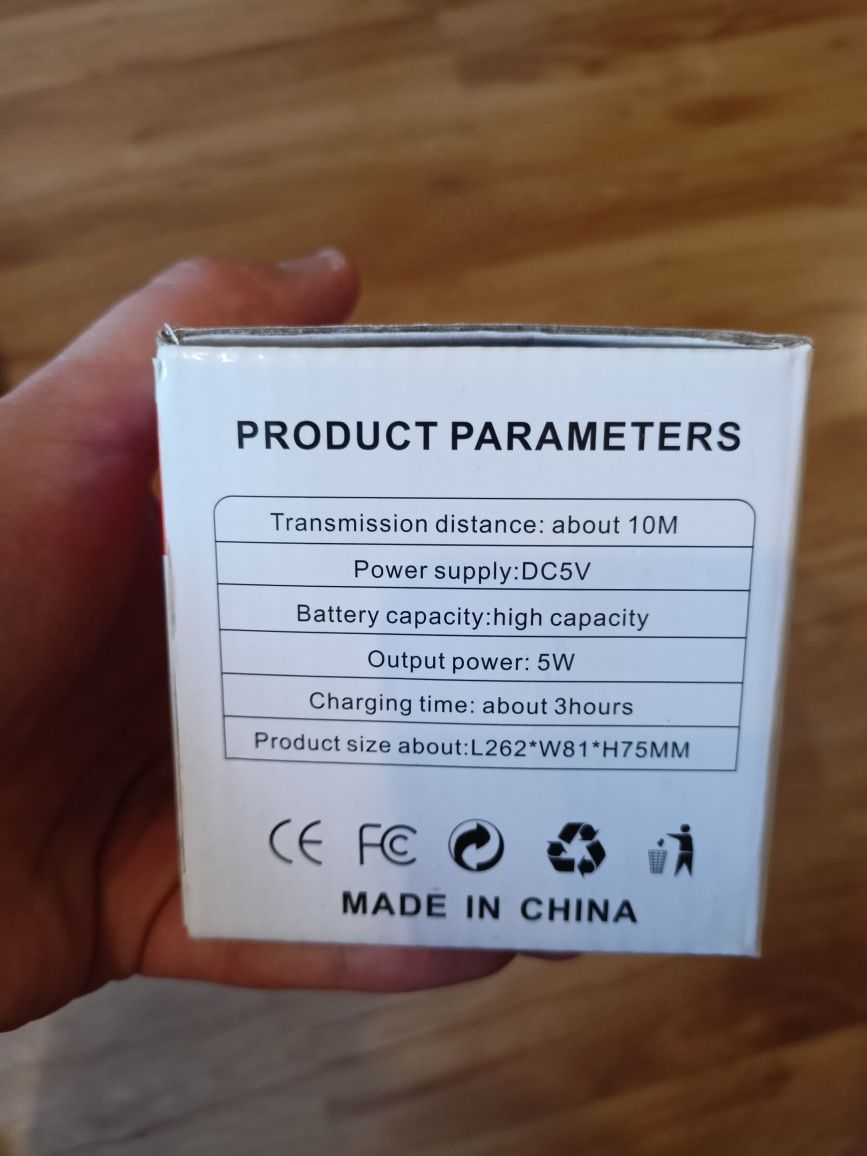 PRODUCT PARAMETERS
Transmission distance: about 10M
Power supply:DC5V
Battery capacity:high capacity
Output power: 5W
Charging time: about 3hours
Product size about:L262*W81*H75MM
CE FC
MADE IN CHINA